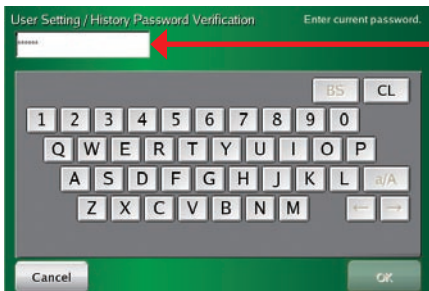 User Setting / History Password Verification
Enter current password.
******
BS CL
1 2 3 4 5 6 7 8 9 0
Q W E R T Y U I O P
A S D F G H J K L a/A
Z X C V B N M ← →
Cancel OK